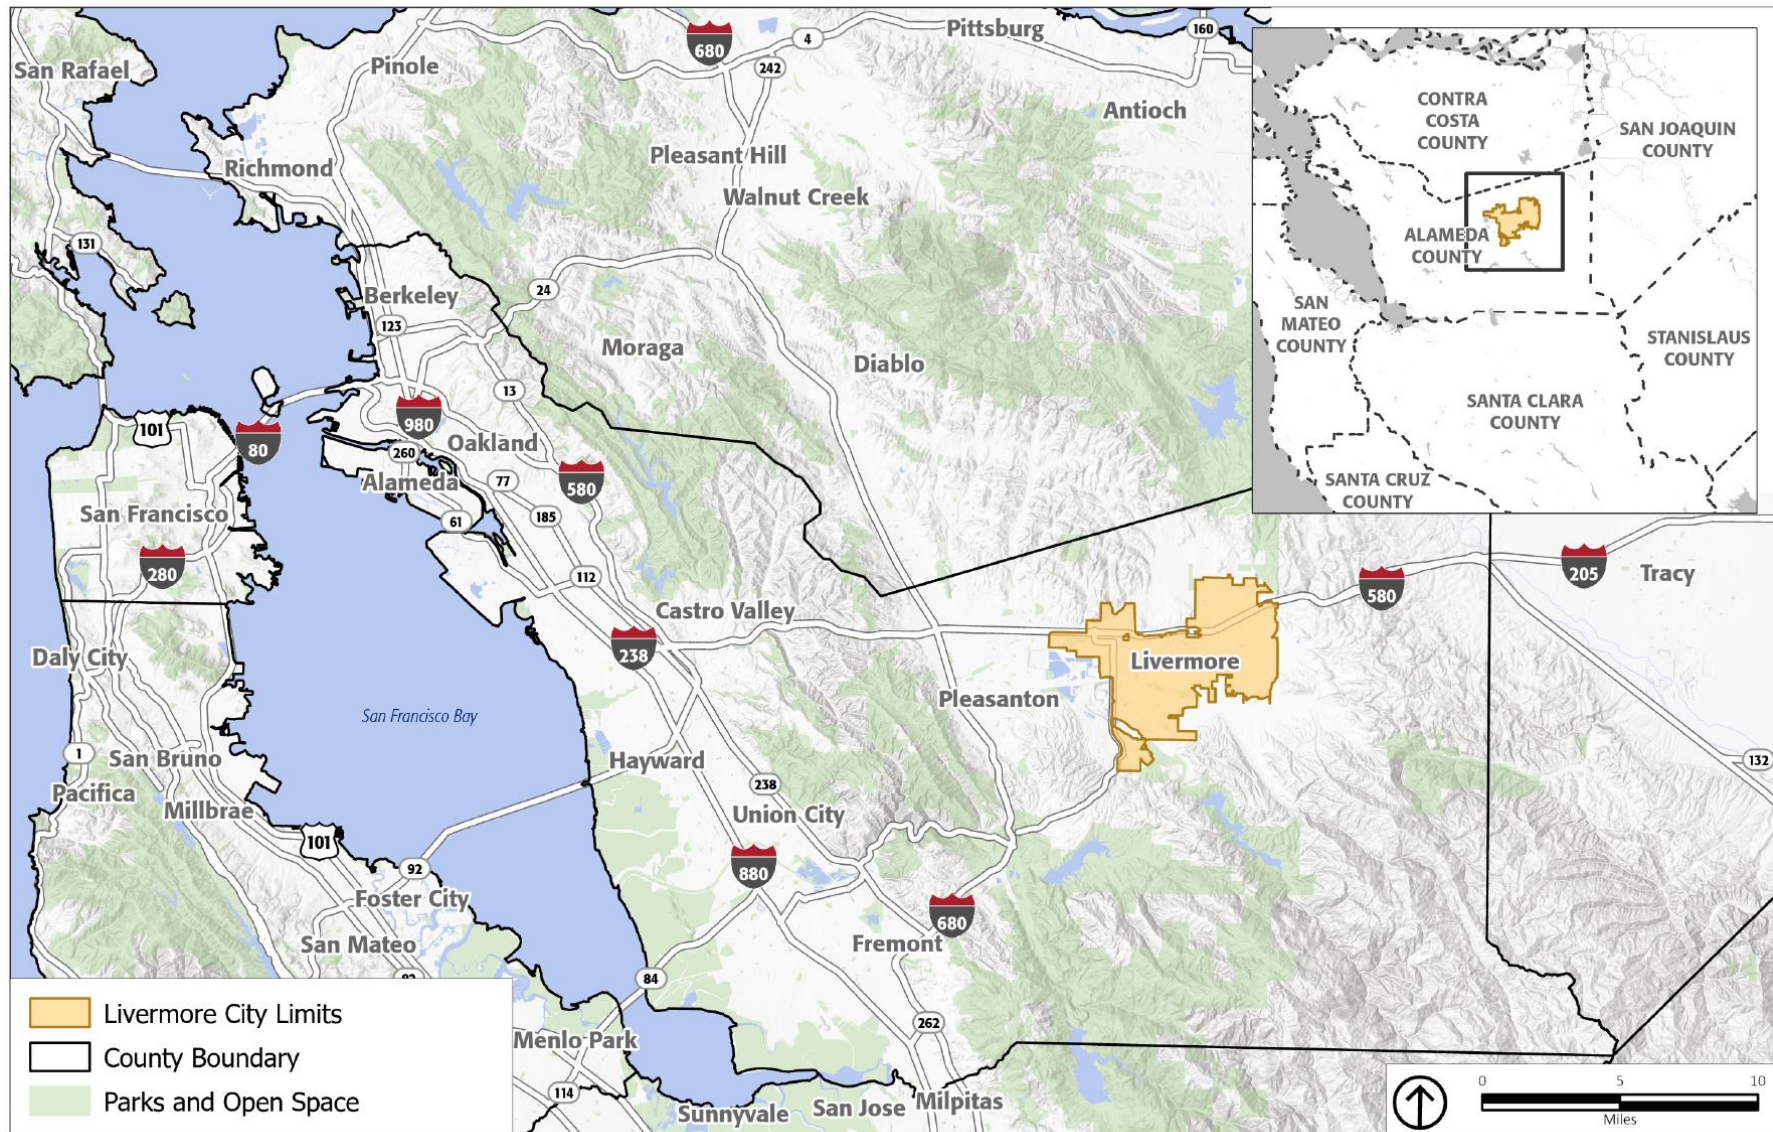 680
4
Pittsburg
160
San Rafael
Pinole
242
Antioch
Pleasant Hill
Richmond
Walnut Creek
131
24
Berkeley
123
Moraga
Diablo
13
101
80
980
Oakland
260
580
Alameda
77
San Francisco
61
185
280
112
Castro Valley
238
580
205
Tracy
Daly City
Livermore
Pleasanton
San Francisco Bay
1
San Bruno
Hayward
132
Pacifica
238
Millbrae
Union City
101
92
880
Foster City
680
San Mateo
Fremont
84
262
Menlo Park
114
Sunnyvale
San Jose
Milpitas
CONTRA
COSTA
COUNTY
SAN JOAQUIN
COUNTY
ALAMEDA
COUNTY
SAN
MATEO
COUNTY
STANISLAUS
COUNTY
SANTA CLARA
COUNTY
SANTA CRUZ
COUNTY
Livermore City Limits
County Boundary
Parks and Open Space
0 5 10
Miles